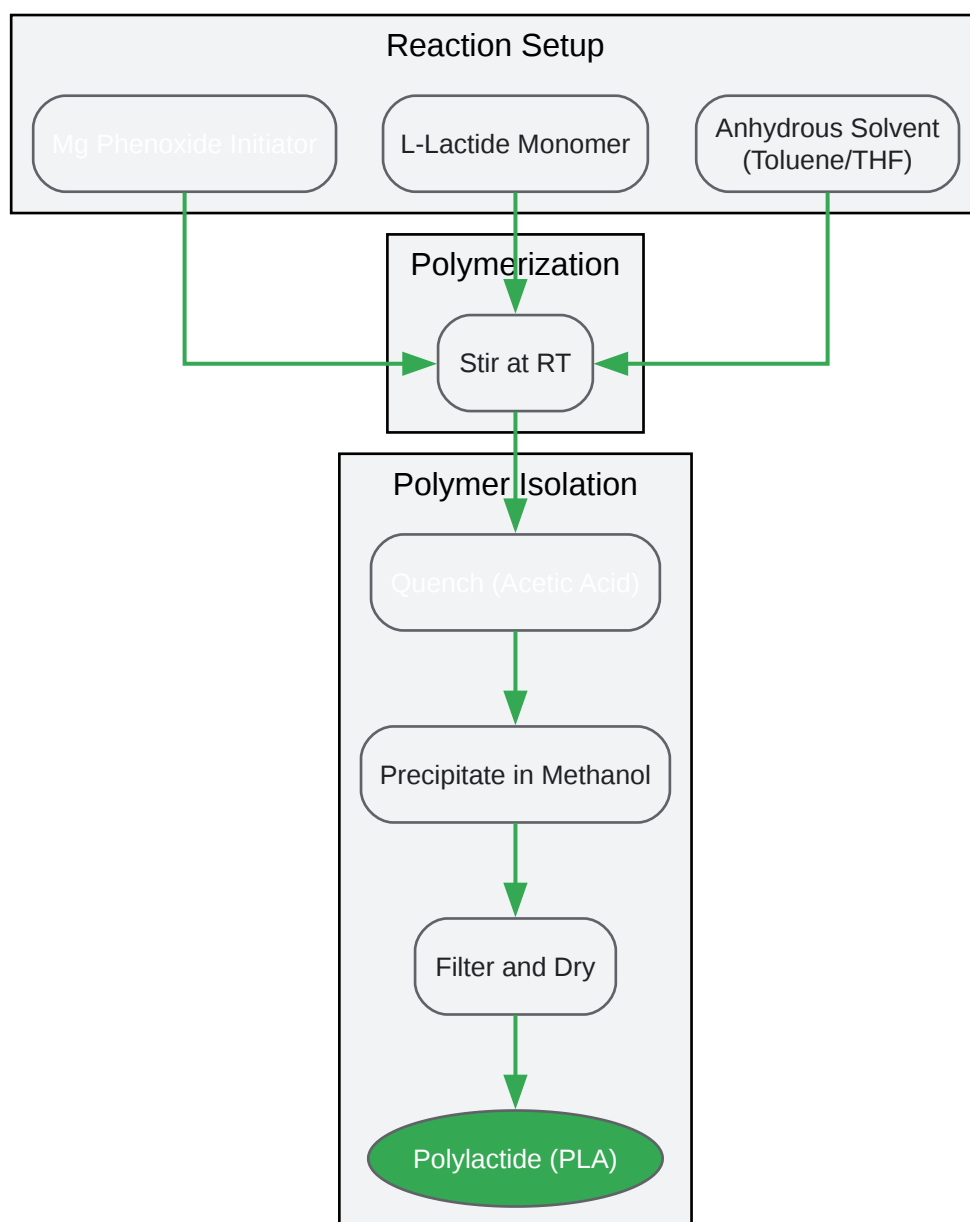 Reaction Setup
Mg Phenoxide Initiator
L-Lactide Monomer
Anhydrous Solvent
(Toluene/THF)
Polymerization
Stir at RT
Polymer Isolation
Quench (Acetic Acid)
Precipitate in Methanol
Filter and Dry
Polylactide (PLA)